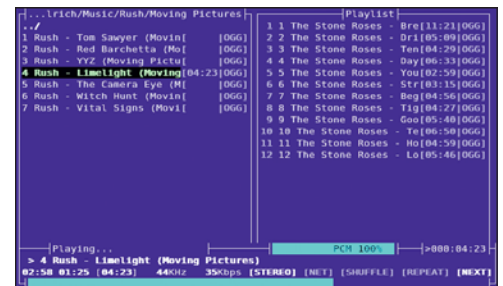 ...lrich/Music/Rush/Moving Pictures
../
1 Rush - Tom Sawyer (Movin[ |OGG]
2 Rush - Red Barchetta (Mo[ |OGG]
3 Rush - YYZ (Moving Pictu[ |OGG]
4 Rush - Limelight (Moving[04:23|OGG]
5 Rush - The Camera Eye (M[ |OGG]
6 Rush - Witch Hunt (Movin[ |OGG]
7 Rush - Vital Signs (Movi[ |OGG]
Playlist
1 1 The Stone Roses - Bre[11:21|OGG]
2 2 The Stone Roses - Dri[05:09|OGG]
3 3 The Stone Roses - Ten[04:29|OGG]
4 4 The Stone Roses - Day[06:33|OGG]
5 5 The Stone Roses - You[02:59|OGG]
6 6 The Stone Roses - Str[03:15|OGG]
7 7 The Stone Roses - Beg[04:56|OGG]
8 8 The Stone Roses - Tig[04:27|OGG]
9 9 The Stone Roses - Goo[05:40|OGG]
10 10 The Stone Roses - Te[06:50|OGG]
11 11 The Stone Roses - Ho[04:59|OGG]
12 12 The Stone Roses - Lo[05:46|OGG]
Playing... PCM 100% >000:04:23
> 4 Rush - Limelight (Moving Pictures)
02:58 01:25 [04:23] 44KHz 35Kbps [STEREO] [NET] [SHUFFLE] [REPEAT] [NEXT]